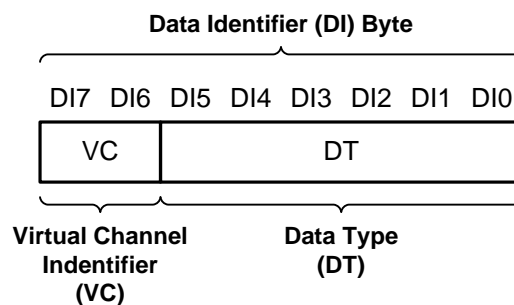 Data Identifier (DI) Byte
DI7 DI6 DI5 DI4 DI3 DI2 DI1 DI0
VC DT
Virtual Channel Data Type
Indentifier (DT)
(VC)